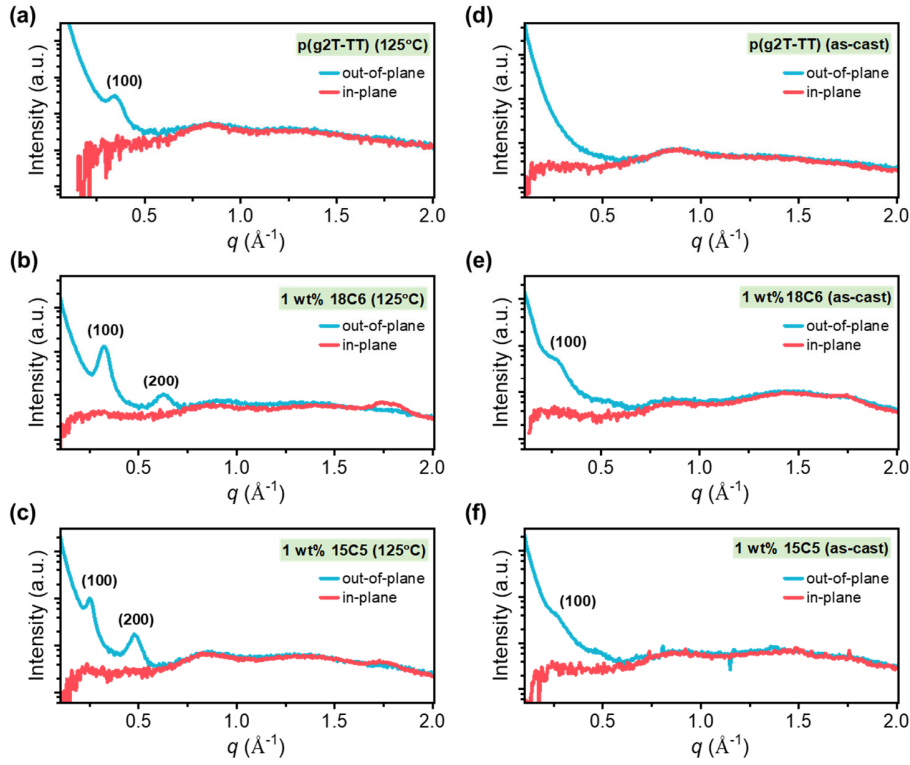 (a)
p(g2T-TT) (125°C)
out-of-plane
in-plane
(100)
Intensity (a.u.)
0.5 1.0 1.5 2.0
q (Å-1)
(d)
p(g2T-TT) (as-cast)
out-of-plane
in-plane
Intensity (a.u.)
0.5 1.0 1.5 2.0
q (Å-1)
(b)
1 wt% 18C6 (125°C)
out-of-plane
in-plane
(100)
(200)
Intensity (a.u.)
0.5 1.0 1.5 2.0
q (Å-1)
(e)
1 wt%18C6 (as-cast)
out-of-plane
in-plane
(100)
Intensity (a.u.)
0.5 1.0 1.5 2.0
q (Å-1)
(c)
1 wt% 15C5 (125°C)
out-of-plane
in-plane
(100)
(200)
Intensity (a.u.)
0.5 1.0 1.5 2.0
q (Å-1)
(f)
1 wt% 15C5 (as-cast)
out-of-plane
in-plane
(100)
Intensity (a.u.)
0.5 1.0 1.5 2.0
q (Å-1)